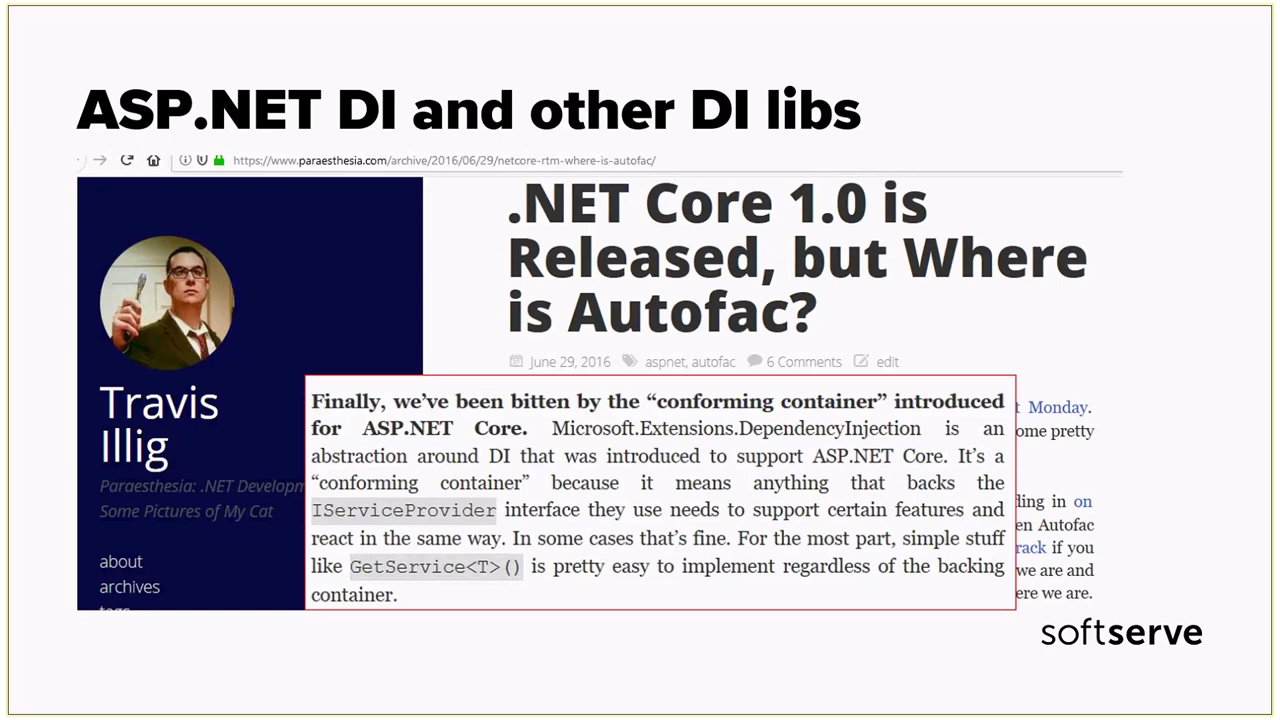 ASP.NET DI and other DI libs
https://www.paraesthesia.com/archive/2016/06/29/netcore-rtm-where-is-autofac/
.NET Core 1.0 is
Released, but Where
is Autofac?
June 29, 2016 aspnet, autofac 6 Comments edit
Travis
Illig
Paraesthesia: .NET Developm
Some Pictures of My Cat
about
archives
tags
Finally, we've been bitten by the “conforming container” introduced
for ASP.NET Core. Microsoft.Extensions.DependencyInjection is an
abstraction around DI that was introduced to support ASP.NET Core. It's a
“conforming container” because it means anything that backs the
IServiceProvider interface they use needs to support certain features and
react in the same way. In some cases that's fine. For the most part, simple stuff
like GetService<T>() is pretty easy to implement regardless of the backing
container.
t Monday.
ome pretty
ling in on
en Autofac
rack if you
we are and
ere we are.
softserve